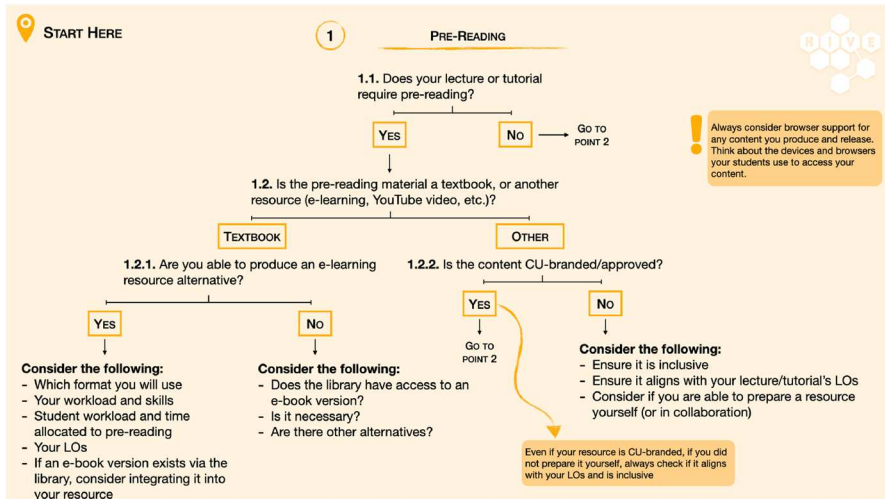 START HERE
1
PRE-READING
HIVE
1.1. Does your lecture or tutorial
require pre-reading?
YES
NO
GO TO
POINT 2
!
Always consider browser support for
any content you produce and release.
Think about the devices and browsers
your students use to access your
content.
1.2. Is the pre-reading material a textbook, or another
resource (e-learning, YouTube video, etc.)?
TEXTBOOK
OTHER
1.2.1. Are you able to produce an e-learning
resource alternative?
1.2.2. Is the content CU-branded/approved?
YES
NO
YES
NO
GO TO
POINT 2
Consider the following:
- Which format you will use
- Your workload and skills
- Student workload and time
allocated to pre-reading
- Your LOs
- If an e-book version exists via the
library, consider integrating it into
your resource
Consider the following:
- Does the library have access to an
e-book version?
- Is it necessary?
- Are there other alternatives?
Consider the following:
- Ensure it is inclusive
- Ensure it aligns with your lecture/tutorial's LOs
- Consider if you are able to prepare a resource
yourself (or in collaboration)
Even if your resource is CU-branded, if you did
not prepare it yourself, always check if it aligns
with your LOs and is inclusive